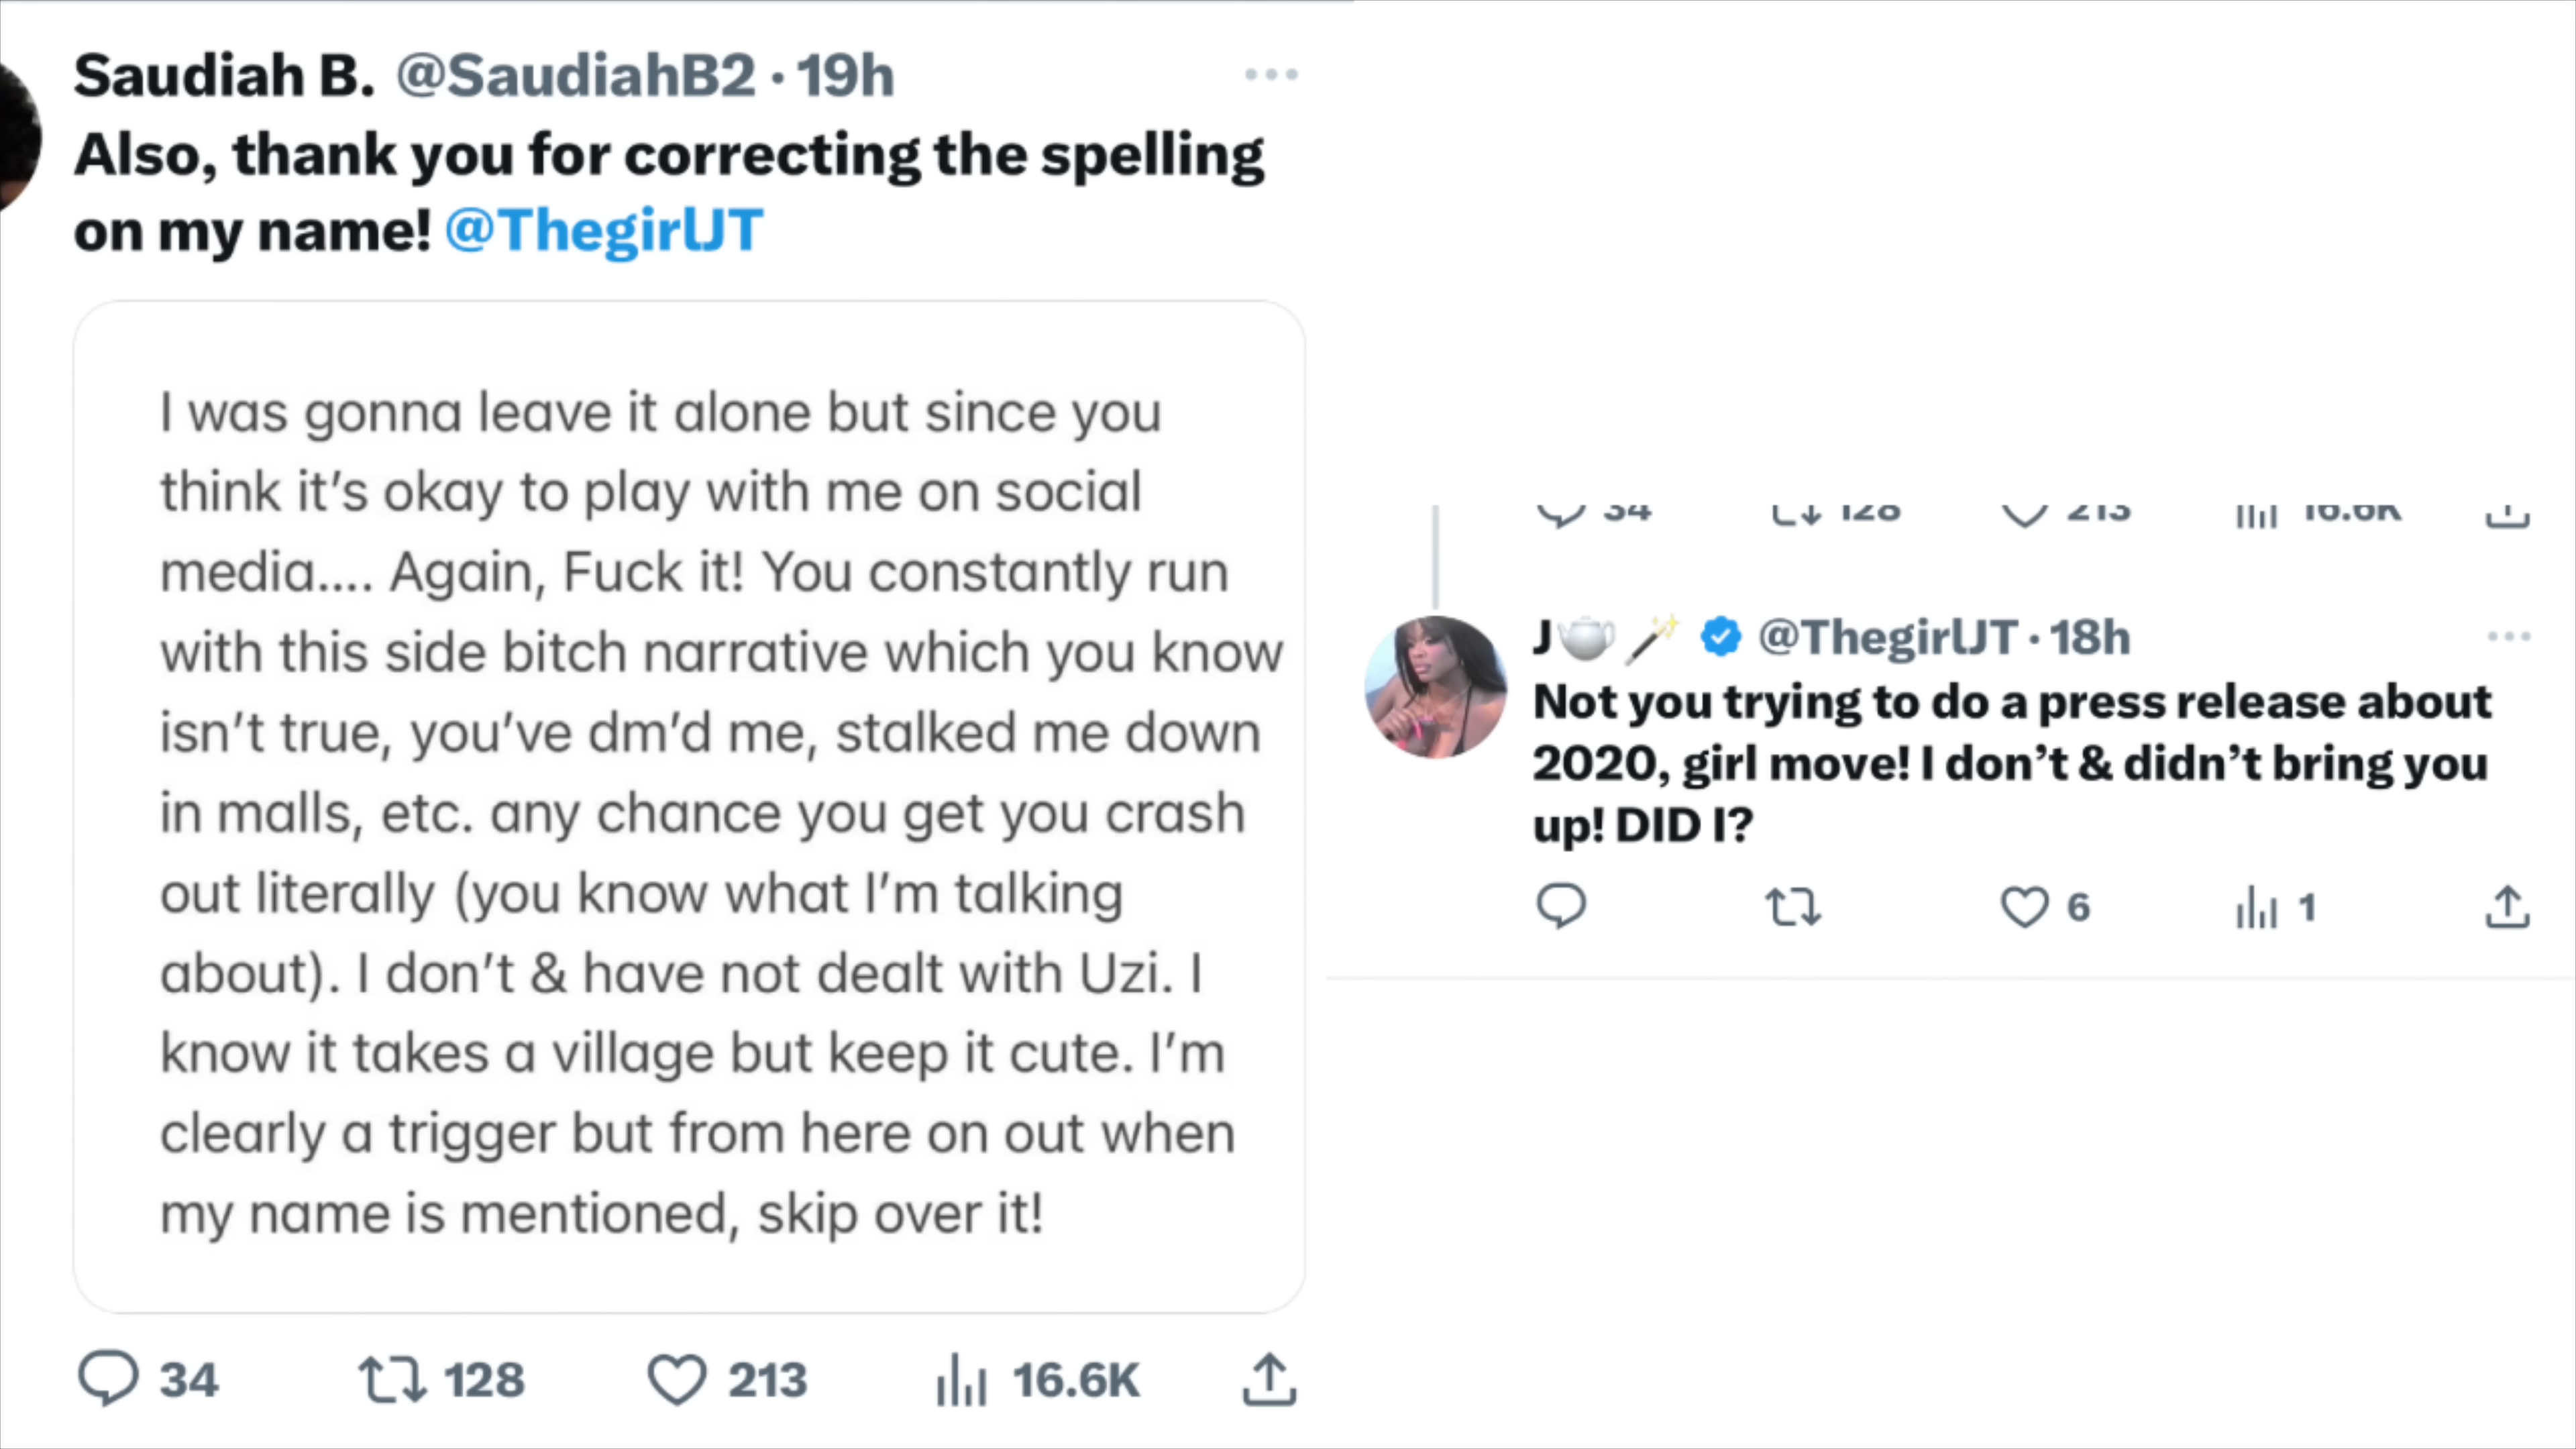 Saudiah B. @SaudiahB2 · 19h
Also, thank you for correcting the spelling
on my name! @ThegirlJT
I was gonna leave it alone but since you
think it’s okay to play with me on social
media.... Again, Fuck it! You constantly run
with this side bitch narrative which you know
isn’t true, you’ve dm’d me, stalked me down
in malls, etc. any chance you get you crash
out literally (you know what I’m talking
about). I don’t & have not dealt with Uzi. I
know it takes a village but keep it cute. I’m
clearly a trigger but from here on out when
my name is mentioned, skip over it!
34 128 213 16.6K
34 128 213 16.6K
J🫖🪄 @ThegirlJT · 18h
Not you trying to do a press release about
2020, girl move! I don’t & didn’t bring you
up! DID I?
6 1